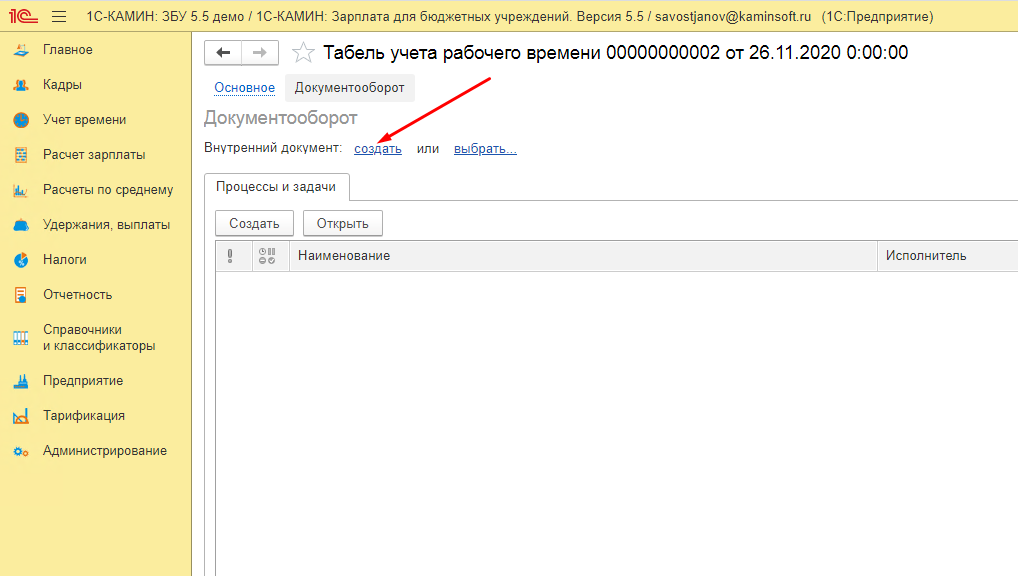 1С 1С-КАМИН: ЗБУ 5.5 демо / 1С-КАМИН: Зарплата для бюджетных учреждений. Версия 5.5 / savostjanov@kaminsoft.ru (1С:Предприятие)
Главное
Кадры
Учет времени
Расчет зарплаты
Расчеты по среднему
Удержания, выплаты
Налоги
Отчетность
Справочники
и классификаторы
Предприятие
Тарификация
Администрирование
Табель учета рабочего времени 00000000002 от 26.11.2020 0:00:00
Основное Документооборот
Документооборот
Внутренний документ: создать или выбрать...
Процессы и задачи
Создать Открыть
Наименование Исполнитель